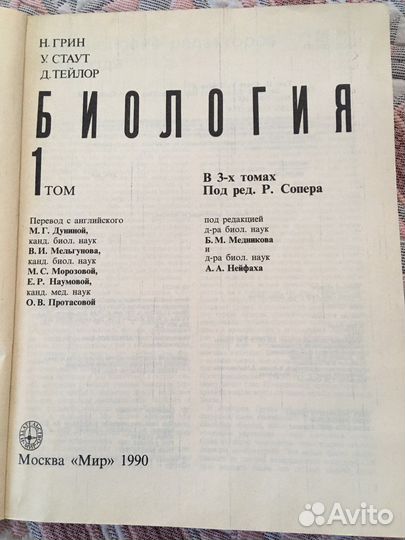 Н. ГРИН
У. СТАУТ
Д. ТЕЙЛОР
БИОЛОГИЯ
1 ТОМ
В 3-х томах
Под ред. Р. Сопера
Перевод с английского
М. Г. Дуниной,
канд. биол. наук
В. И. Мельгунова,
канд. биол. наук
М. С. Морозовой,
Е. Р. Наумовой,
канд. мед. наук
О. В. Протасовой
под редакцией
д-ра биол. наук
Б. М. Медникова
и
д-ра биол. наук
А. А. Нейфаха
Москва «Мир» 1990
Avito